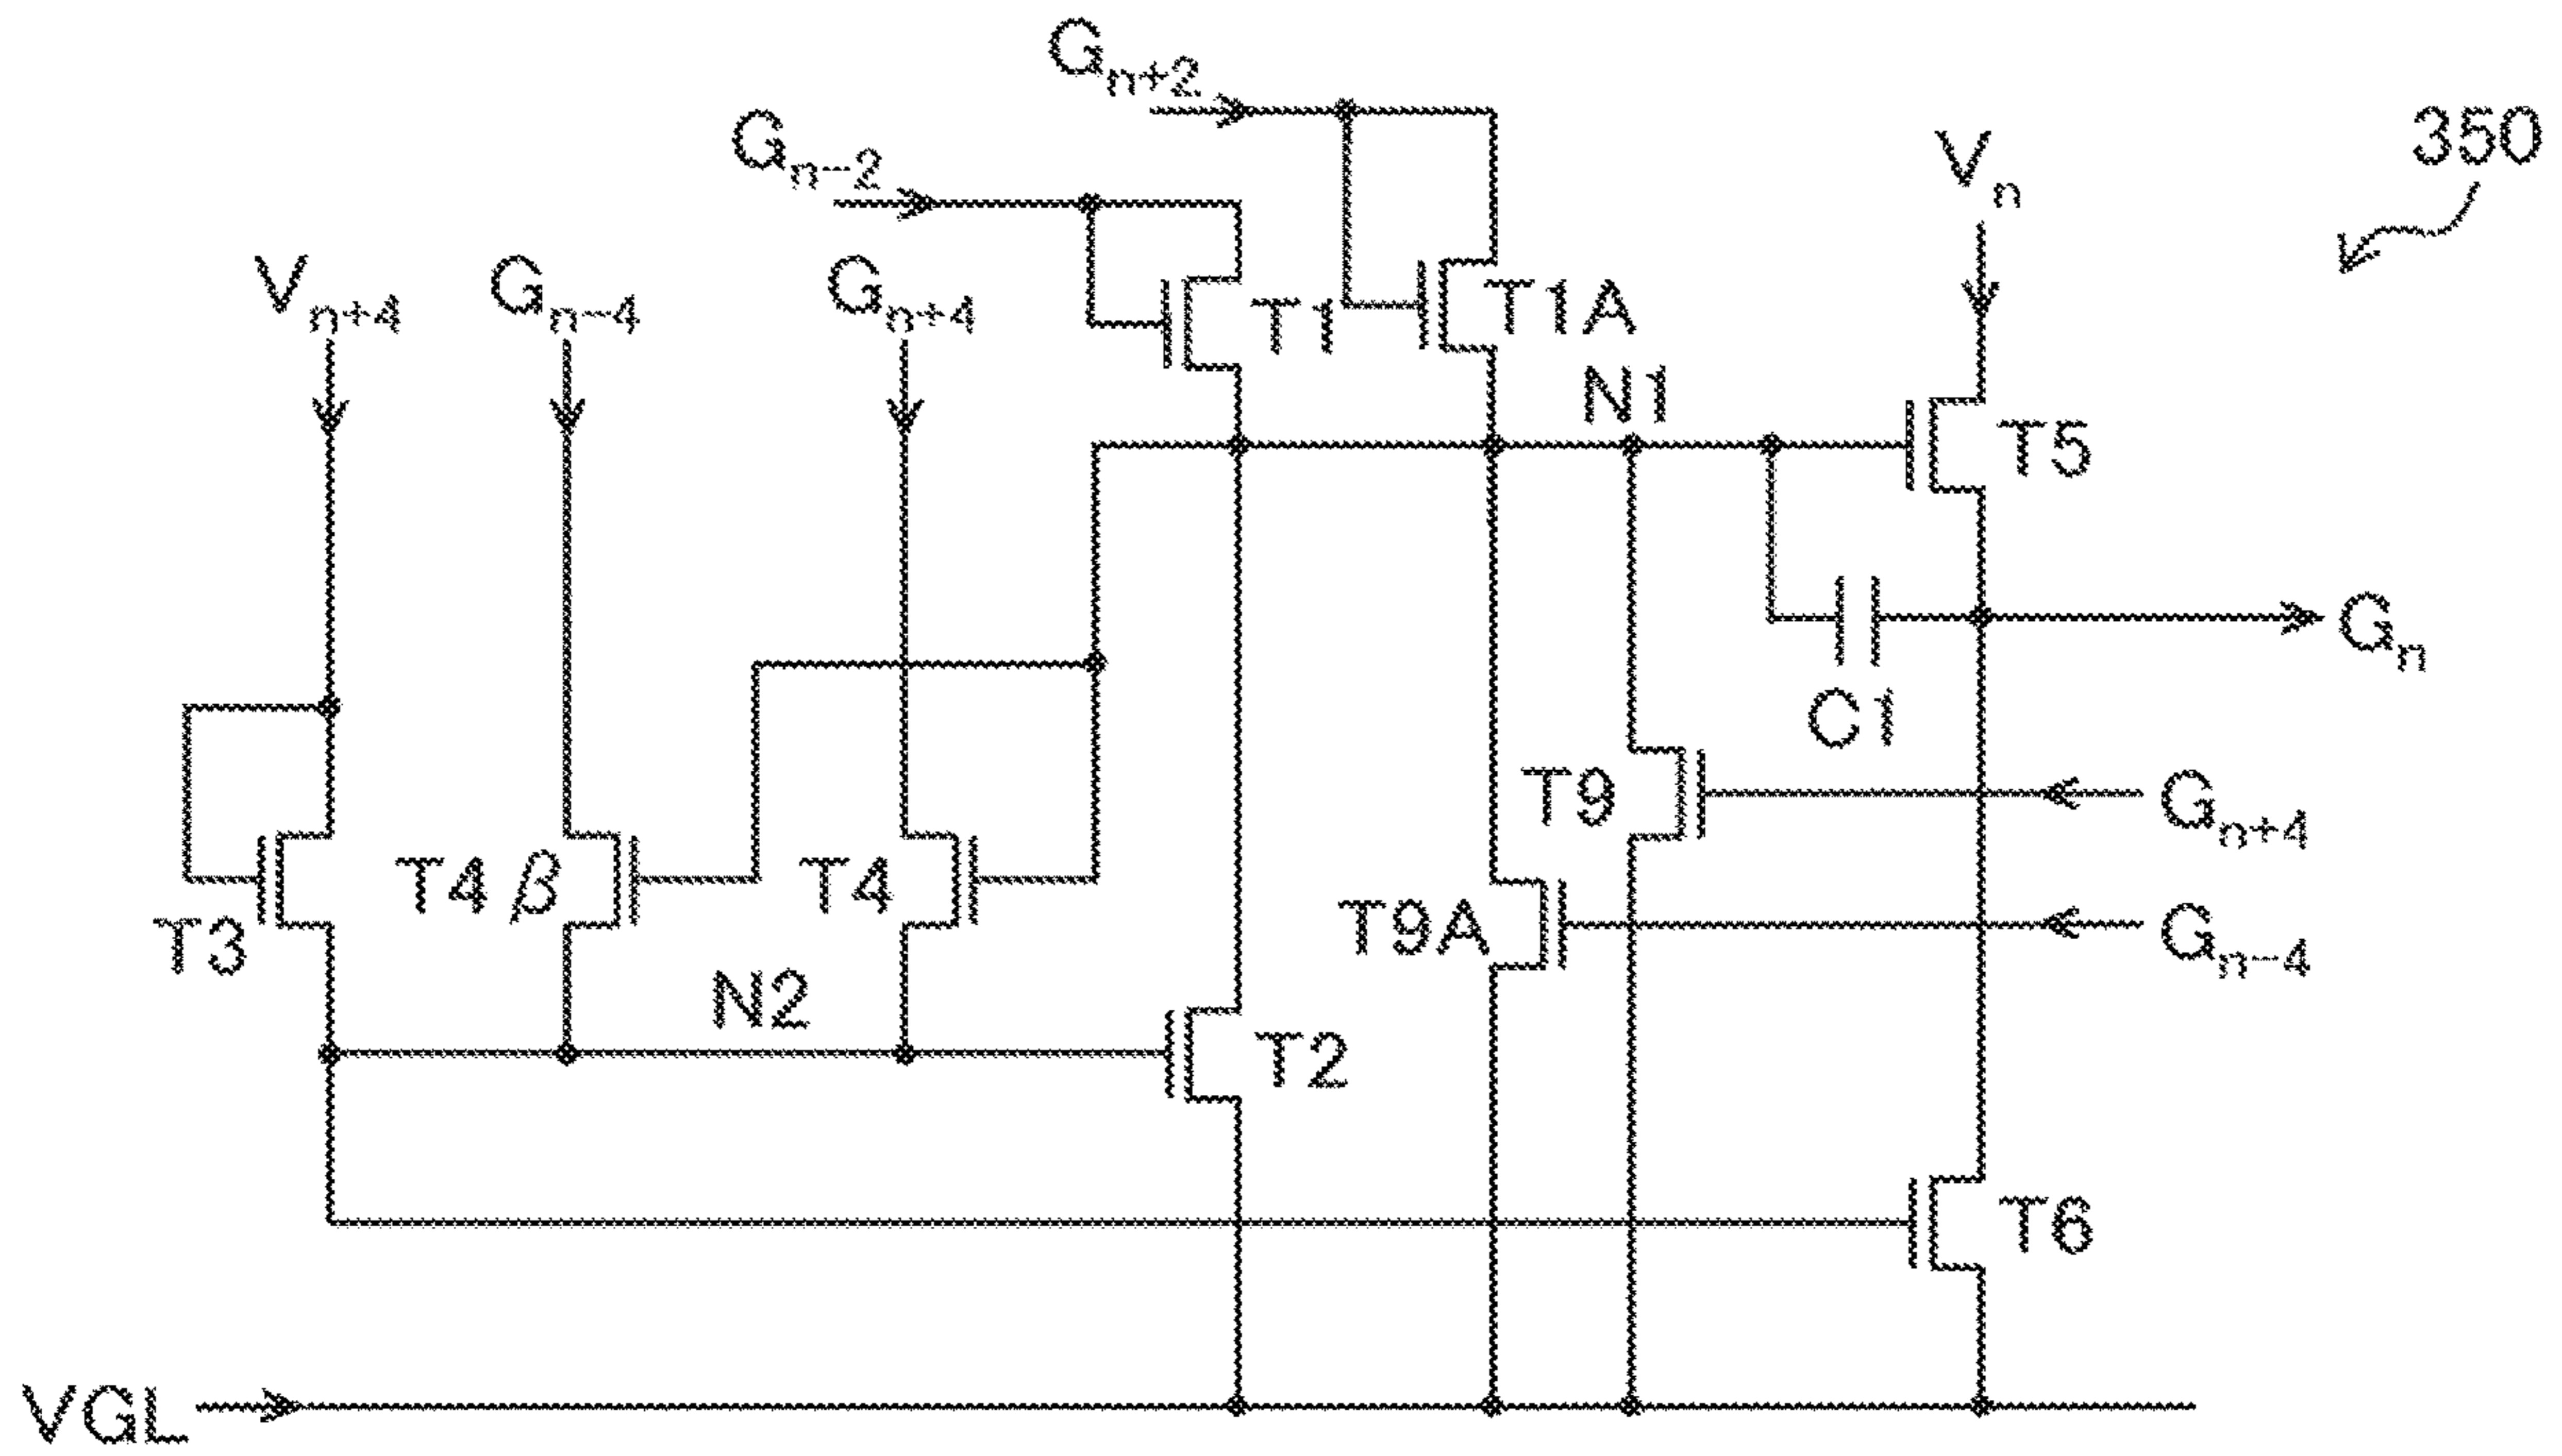 Gn+2
Gn-2
Vn
350
Vn+4
Gn-4
Gn+4
T1
T1A
N1
T5
Gn
C1
T9
Gn+4
T4β
T4
T3
T9A
Gn-4
N2
T2
T6
VGL